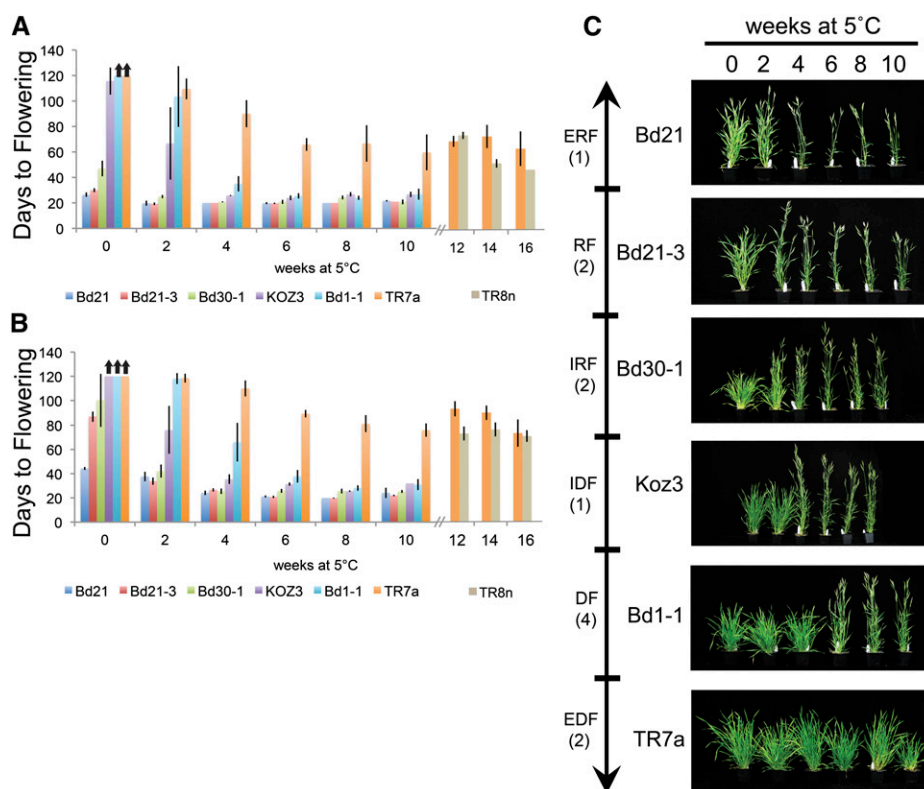 A
Days to Flowering
140
120
100
80
60
40
20
0
0 2 4 6 8 10 12 14 16
weeks at 5°C
Bd21 Bd21-3 Bd30-1 KOZ3 Bd1-1 TR7a TR8n
B
Days to Flowering
140
120
100
80
60
40
20
0
0 2 4 6 8 10 12 14 16
weeks at 5°C
Bd21 Bd21-3 Bd30-1 KOZ3 Bd1-1 TR7a TR8n
C
weeks at 5˚C
0 2 4 6 8 10
ERF
(1)
Bd21
RF
(2)
Bd21-3
IRF
(2)
Bd30-1
IDF
(1)
Koz3
DF
(4)
Bd1-1
EDF
(2)
TR7a